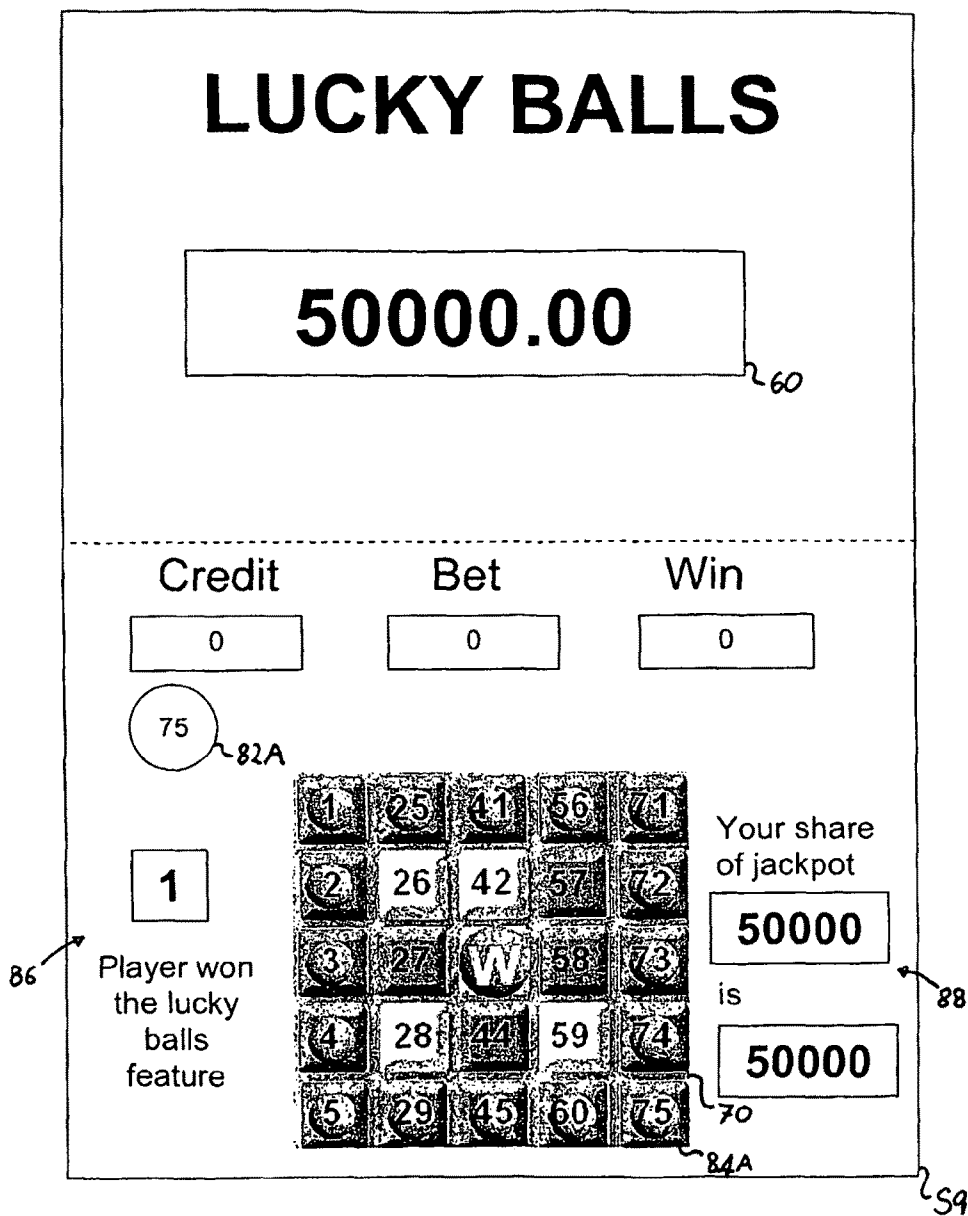 LUCKY BALLS
50000.00
60
Credit Bet Win
0 0 0
75
82A
1 25 41 56 71
2 26 42 57 72
3 27 W 58 73
4 28 44 59 74
5 29 45 60 75
1
86
Player won
the lucky
balls
feature
Your share
of jackpot
50000
88
is
50000
70
84A
S9